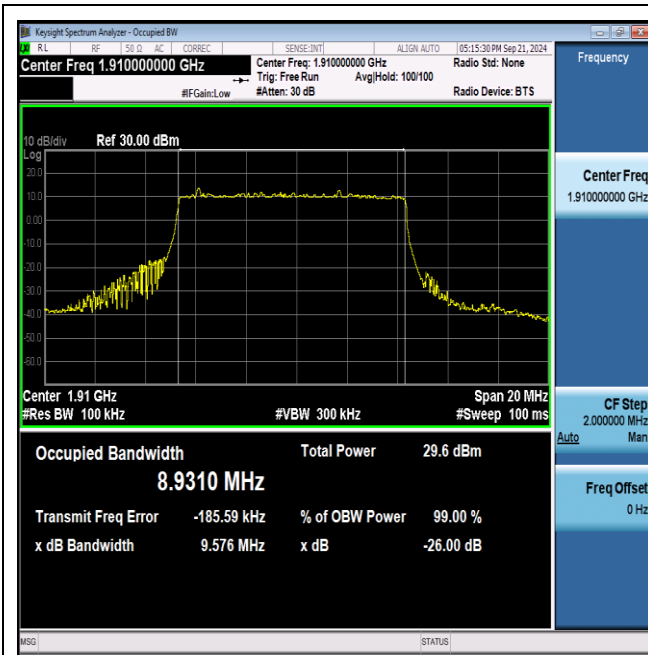 Keysight Spectrum Analyzer - Occupied BW
RL RF 50 Ω AC CORREC SENSE:INT ALIGN AUTO 05:15:30 PM Sep 21, 2024
Center Freq 1.910000000 GHz
Center Freq: 1.910000000 GHz Radio Std: None
Trig: Free Run Avg|Hold: 100/100
#IFGain:Low #Atten: 30 dB Radio Device: BTS
10 dB/div Ref 30.00 dBm
Log
20.0
10.0
0.00
-10.0
-20.0
-30.0
-40.0
-50.0
-60.0
Center 1.91 GHz Span 20 MHz
#Res BW 100 kHz #VBW 300 kHz #Sweep 100 ms
Occupied Bandwidth Total Power 29.6 dBm
8.9310 MHz
Transmit Freq Error -185.59 kHz % of OBW Power 99.00 %
x dB Bandwidth 9.576 MHz x dB -26.00 dB
MSG STATUS
Frequency
Center Freq
1.910000000 GHz
CF Step
2.000000 MHz
Auto Man
Freq Offset
0 Hz